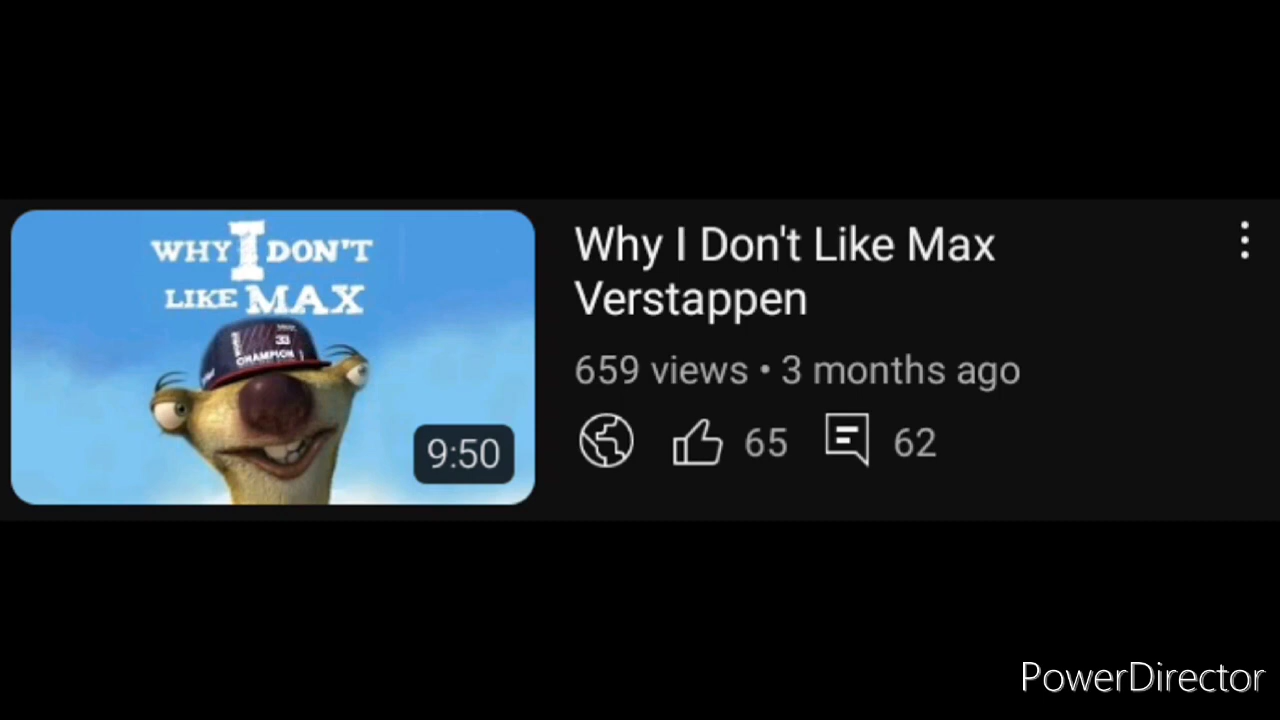 WHY I DON'T
LIKE MAX
33
CHAMPION
9:50
Why I Don't Like Max
Verstappen
659 views • 3 months ago
65
62
PowerDirector